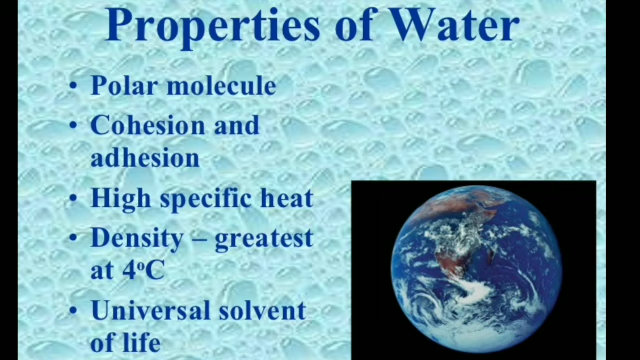 Properties of Water
• Polar molecule
• Cohesion and
adhesion
• High specific heat
• Density – greatest
at 4ºC
• Universal solvent
of life